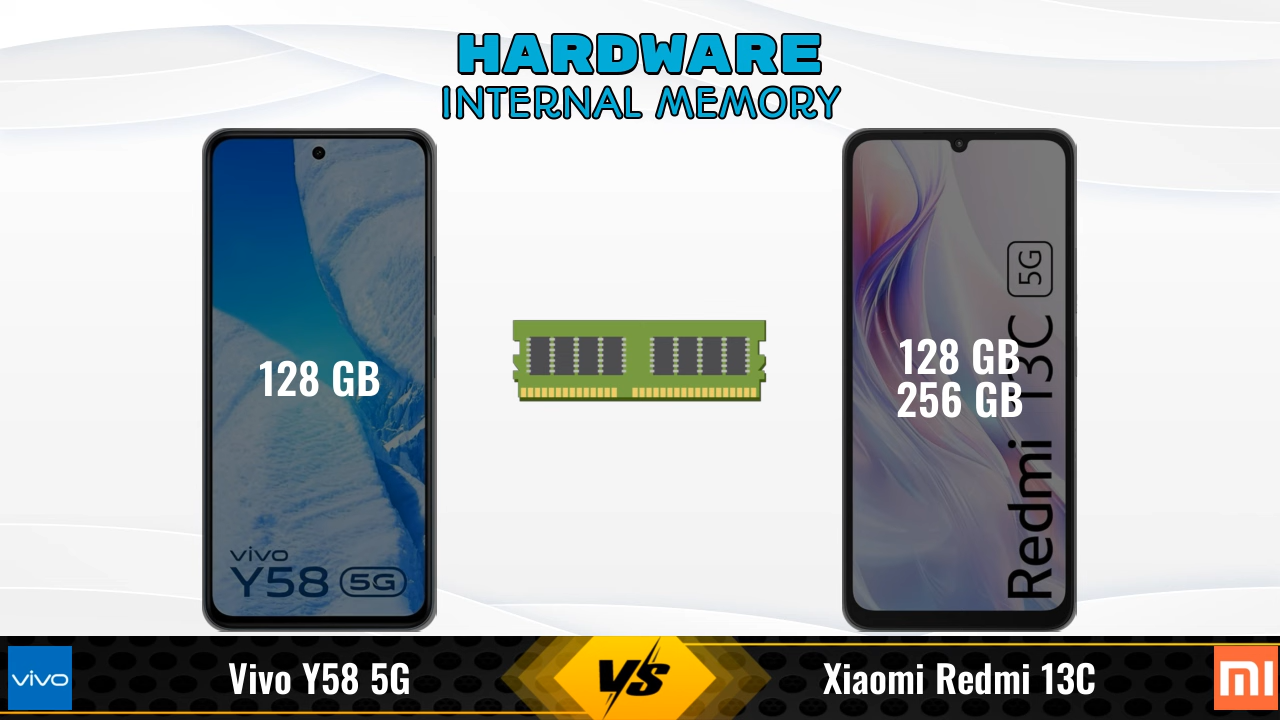 HARDWARE
INTERNAL MEMORY
128 GB
vivo
Y58 5G
128 GB
256 GB
Redmi 13C 5G
vivo
Vivo Y58 5G
VS
Xiaomi Redmi 13C
MI